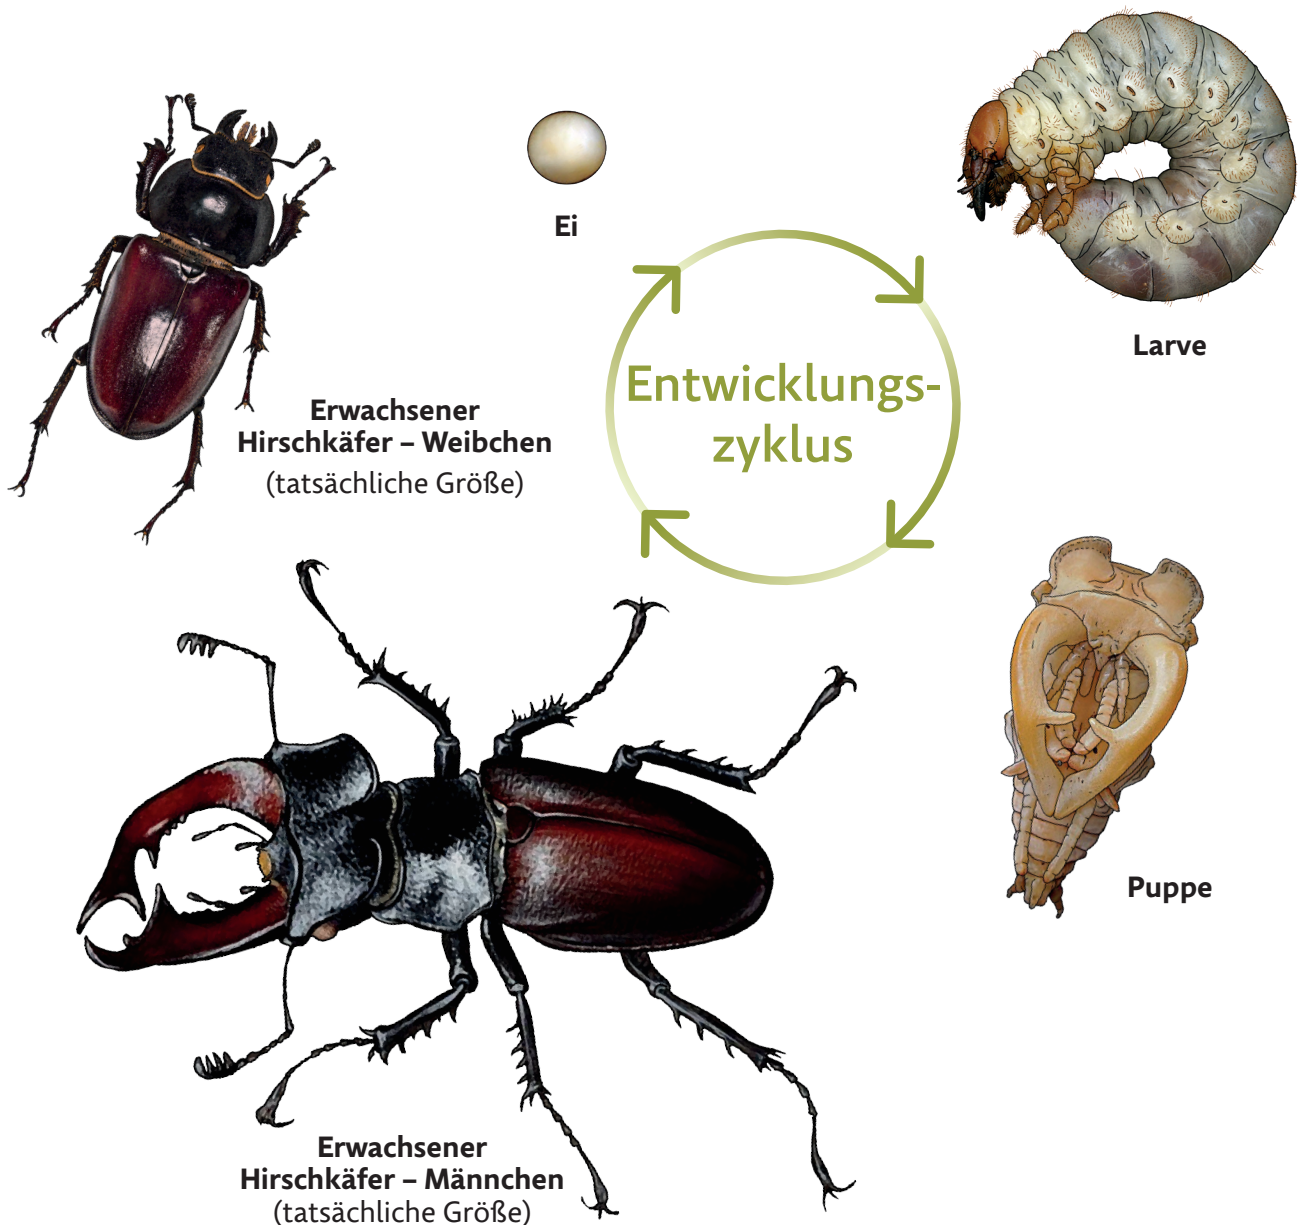 Ei
Larve
Entwicklungs-
zyklus
Erwachsener
Hirschkäfer – Weibchen
(tatsächliche Größe)
Puppe
Erwachsener
Hirschkäfer – Männchen
(tatsächliche Größe)